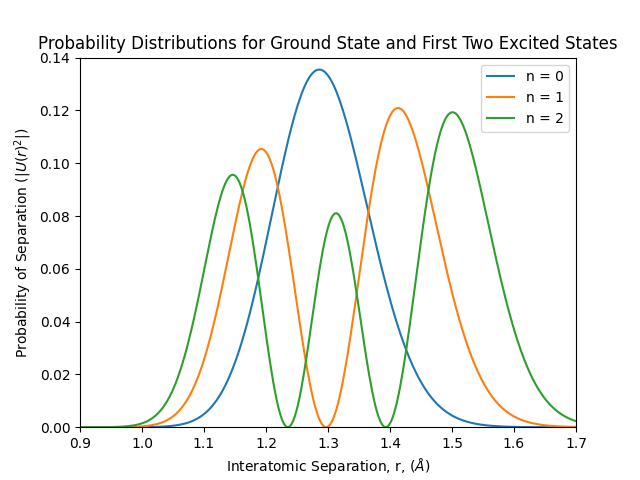 Probability Distributions for Ground State and First Two Excited States
Probability of Separation (|U(r)²|)
0.14
0.12
0.10
0.08
0.06
0.04
0.02
0.00
n = 0
n = 1
n = 2
0.9 1.0 1.1 1.2 1.3 1.4 1.5 1.6 1.7
Interatomic Separation, r, (Å)